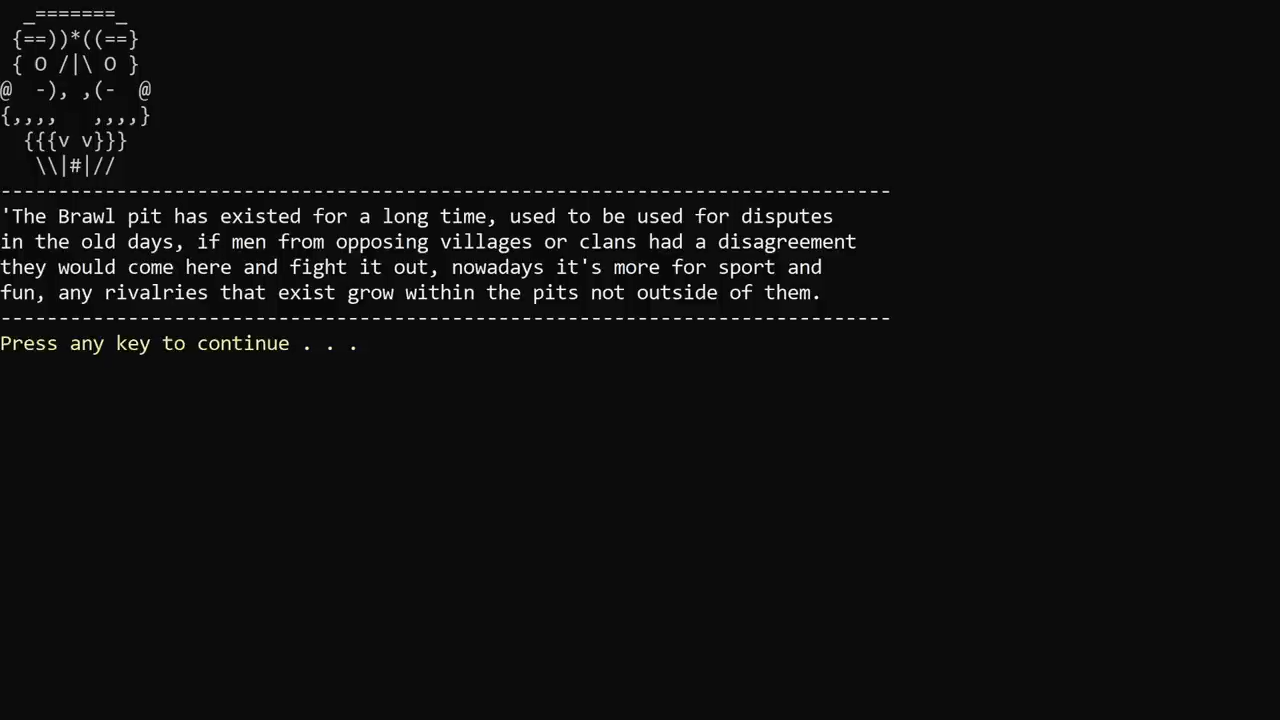 _=======_
{==))*((==}
{ O /|\ O }
@  -), ,(-  @
{,,,,   ,,,,}
{{{v v}}}
\\|#|//
-----------------------------------------------------------------------------
'The Brawl pit has existed for a long time, used to be used for disputes
in the old days, if men from opposing villages or clans had a disagreement
they would come here and fight it out, nowadays it's more for sport and
fun, any rivalries that exist grow within the pits not outside of them.
-----------------------------------------------------------------------------
Press any key to continue . . .